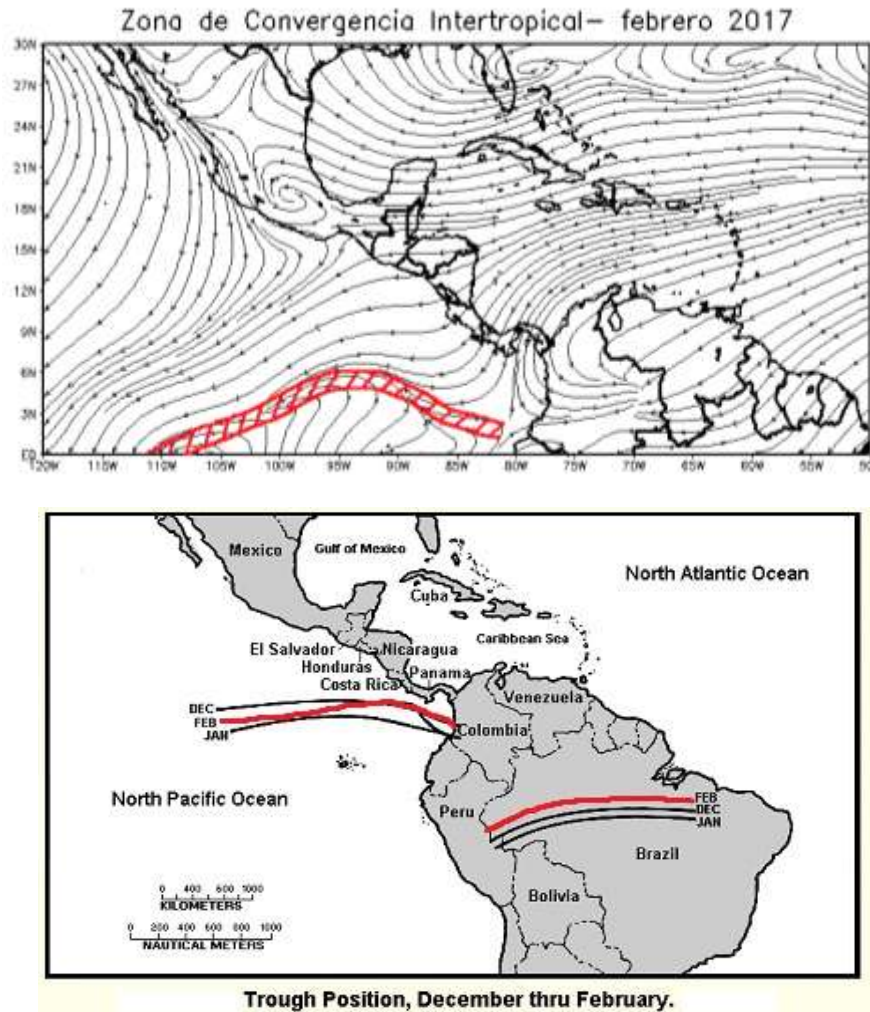 Zona de Convergencia Intertropical– febrero 2017
30N
27N
24N
21N
18N
15N
12N
9N
6N
3N
EQ
120W 115W 110W 105W 100W 95W 90W 85W 80W 75W 70W 65W 60W 55W
Mexico
Gulf of Mexico
North Atlantic Ocean
Cuba
Caribbean Sea
El Salvador
Nicaragua
Honduras
Panama
Costa Rica
Venezuela
DEC
FEB
JAN
Colombia
North Pacific Ocean
Peru
FEB
DEC
JAN
Brazil
Bolivia
0 400 600 1000
KILOMETERS
0 200 400 600 1000
NAUTICAL METERS
Trough Position, December thru February.